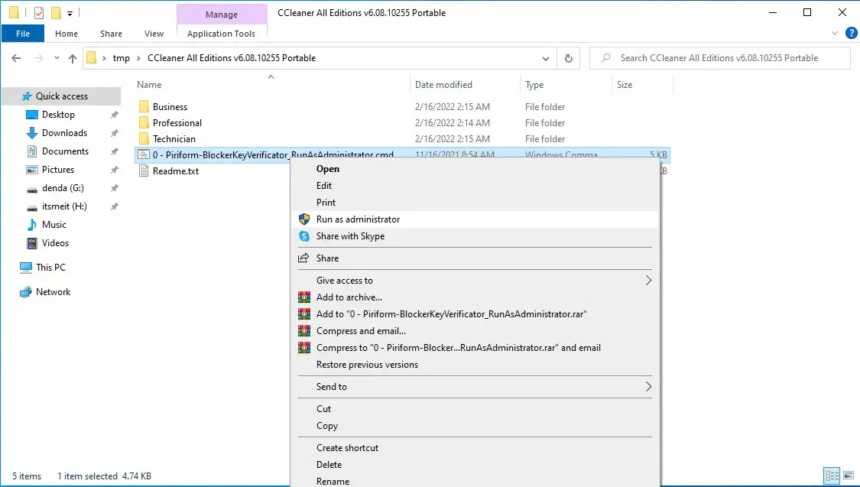 Manage
CCleaner All Editions v6.08.10255 Portable
File
Home
Share
View
Application Tools
tmp
CCleaner All Editions v6.08.10255 Portable
Search CCleaner All Editions v6.08.10255 Portable
Name
Date modified
Type
Size
Quick access
Desktop
Downloads
Documents
Pictures
denda (G:)
itsmeit (H:)
Music
Videos
This PC
Network
Business 2/16/2022 2:15 AM File folder
Professional 2/16/2022 2:14 AM File folder
Technician 2/16/2022 2:15 AM File folder
0 - Piriform-BlockerKeyVerificator_RunAsAdministrator.cmd 11/16/2021 8:54 AM Windows Comma... 5 KB
Readme.txt
Open
Edit
Print
Run as administrator
Share with Skype
Share
Give access to
Add to archive...
Add to "0 - Piriform-BlockerKeyVerificator_RunAsAdministrator.rar"
Compress and email...
Compress to "0 - Piriform-Blocker...RunAsAdministrator.rar" and email
Restore previous versions
Send to
Cut
Copy
Create shortcut
Delete
Rename
5 items 1 item selected 4.74 KB